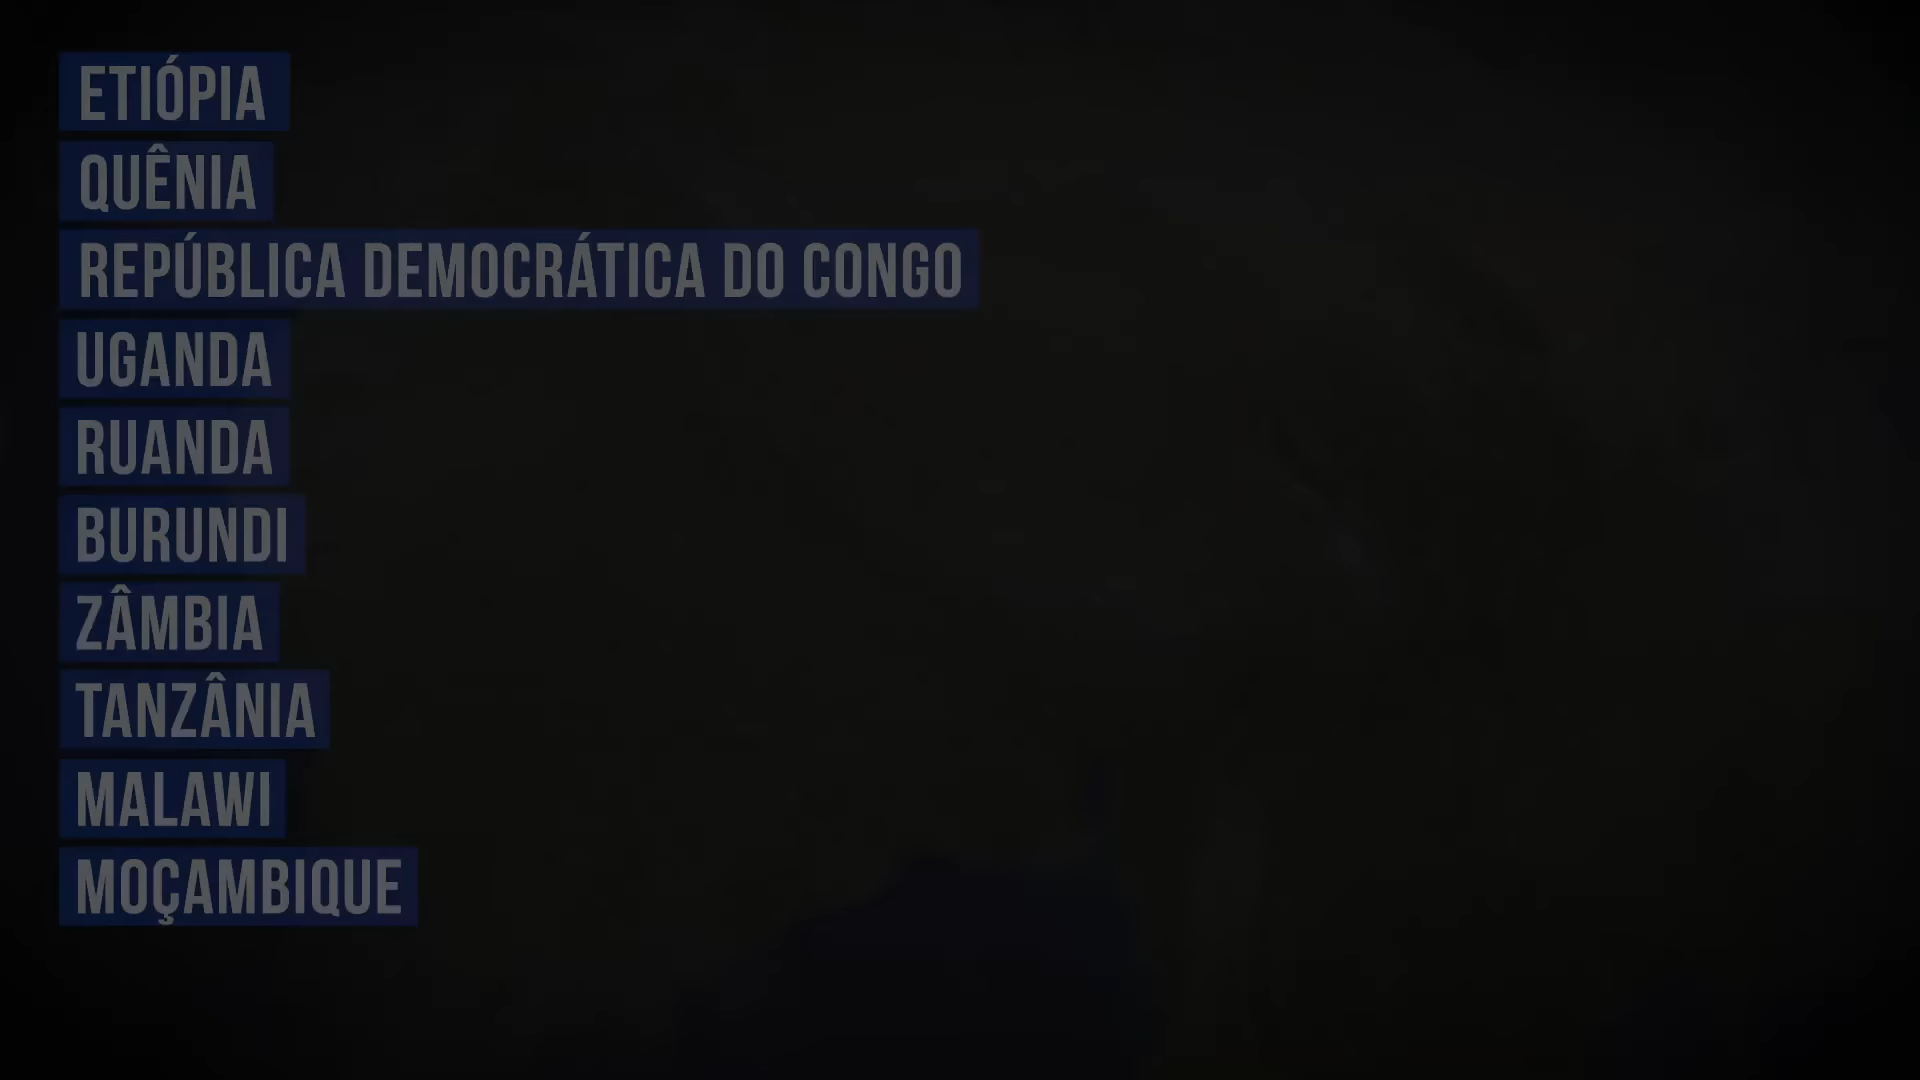 ETIÓPIA
QUÊNIA
REPÚBLICA DEMOCRÁTICA DO CONGO
UGANDA
RUANDA
BURUNDI
ZÂMBIA
TANZÂNIA
MALAWI
MOÇAMBIQUE